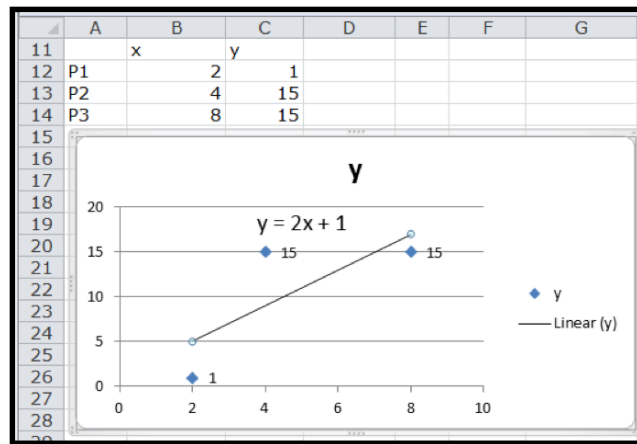 A B C D E F G
11 x y
12 P1 2 1
13 P2 4 15
14 P3 8 15
15
16
y
17
18
20
19
y = 2x + 1
20
15 15 15
21
22
10
y
23
Linear (y)
24
5
25
26
1
27
0
28
0 2 4 6 8 10